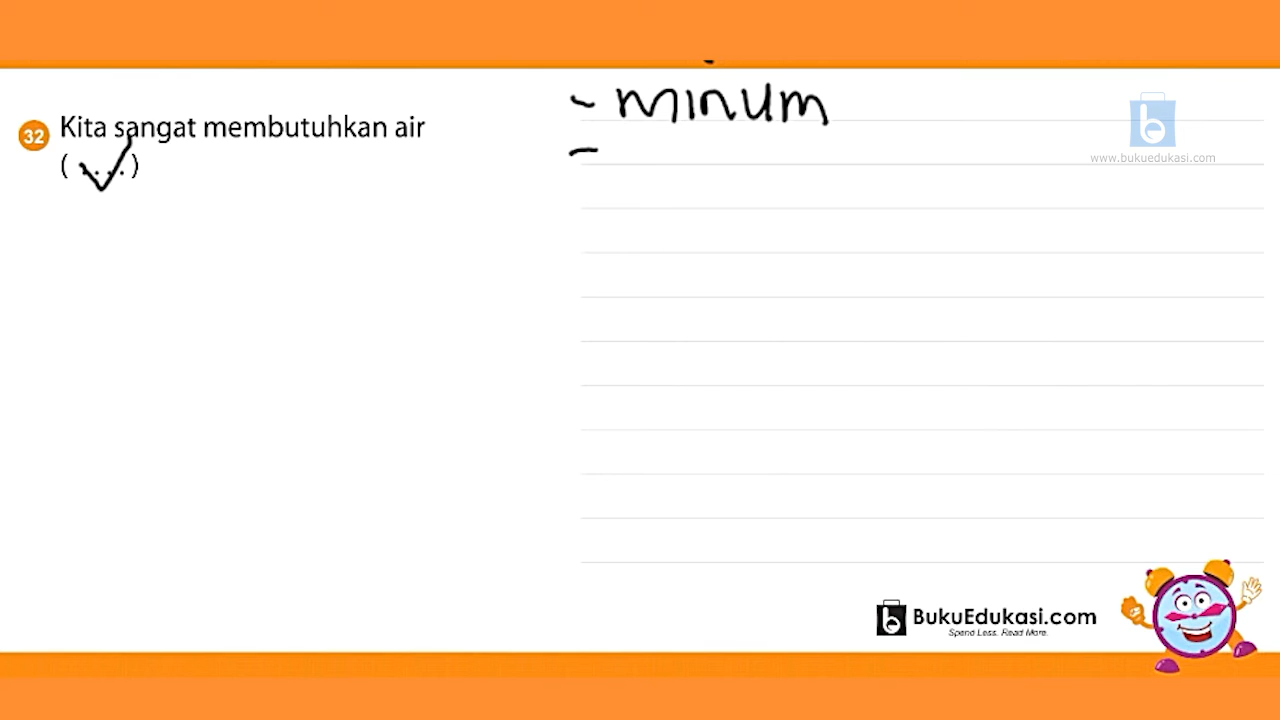 32 Kita sangat membutuhkan air
(....)
- minum
-
www.bukuedukasi.com
BukuEdukasi.com
Spend Less. Read More.